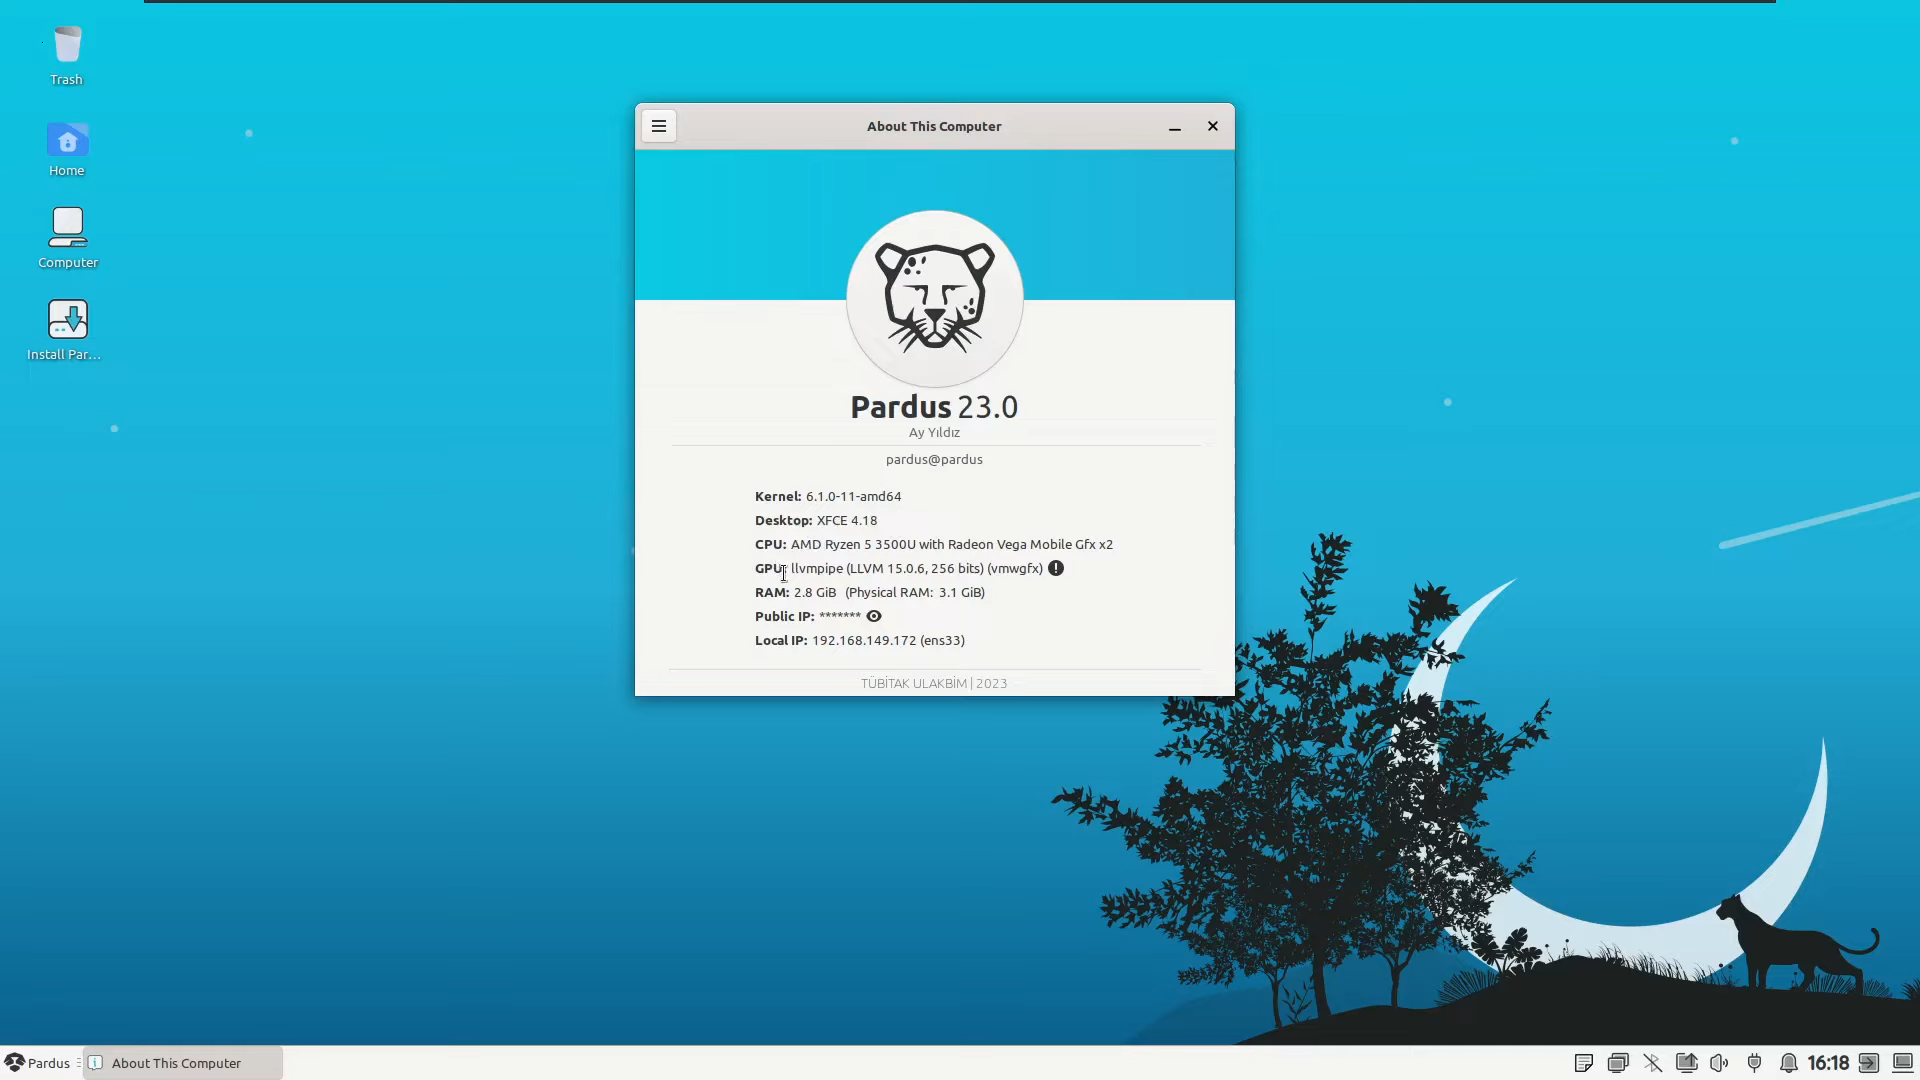 Trash
Home
Computer
Install Par...
About This Computer
Pardus 23.0
Ay Yıldız
pardus@pardus
Kernel: 6.1.0-11-amd64
Desktop: XFCE 4.18
CPU: AMD Ryzen 5 3500U with Radeon Vega Mobile Gfx x2
GPU: llvmpipe (LLVM 15.0.6, 256 bits) (vmwgfx)
RAM: 2.8 GiB (Physical RAM: 3.1 GiB)
Public IP: *******
Local IP: 192.168.149.172 (ens33)
TÜBİTAK ULAKBİM | 2023
Pardus
About This Computer
16:18